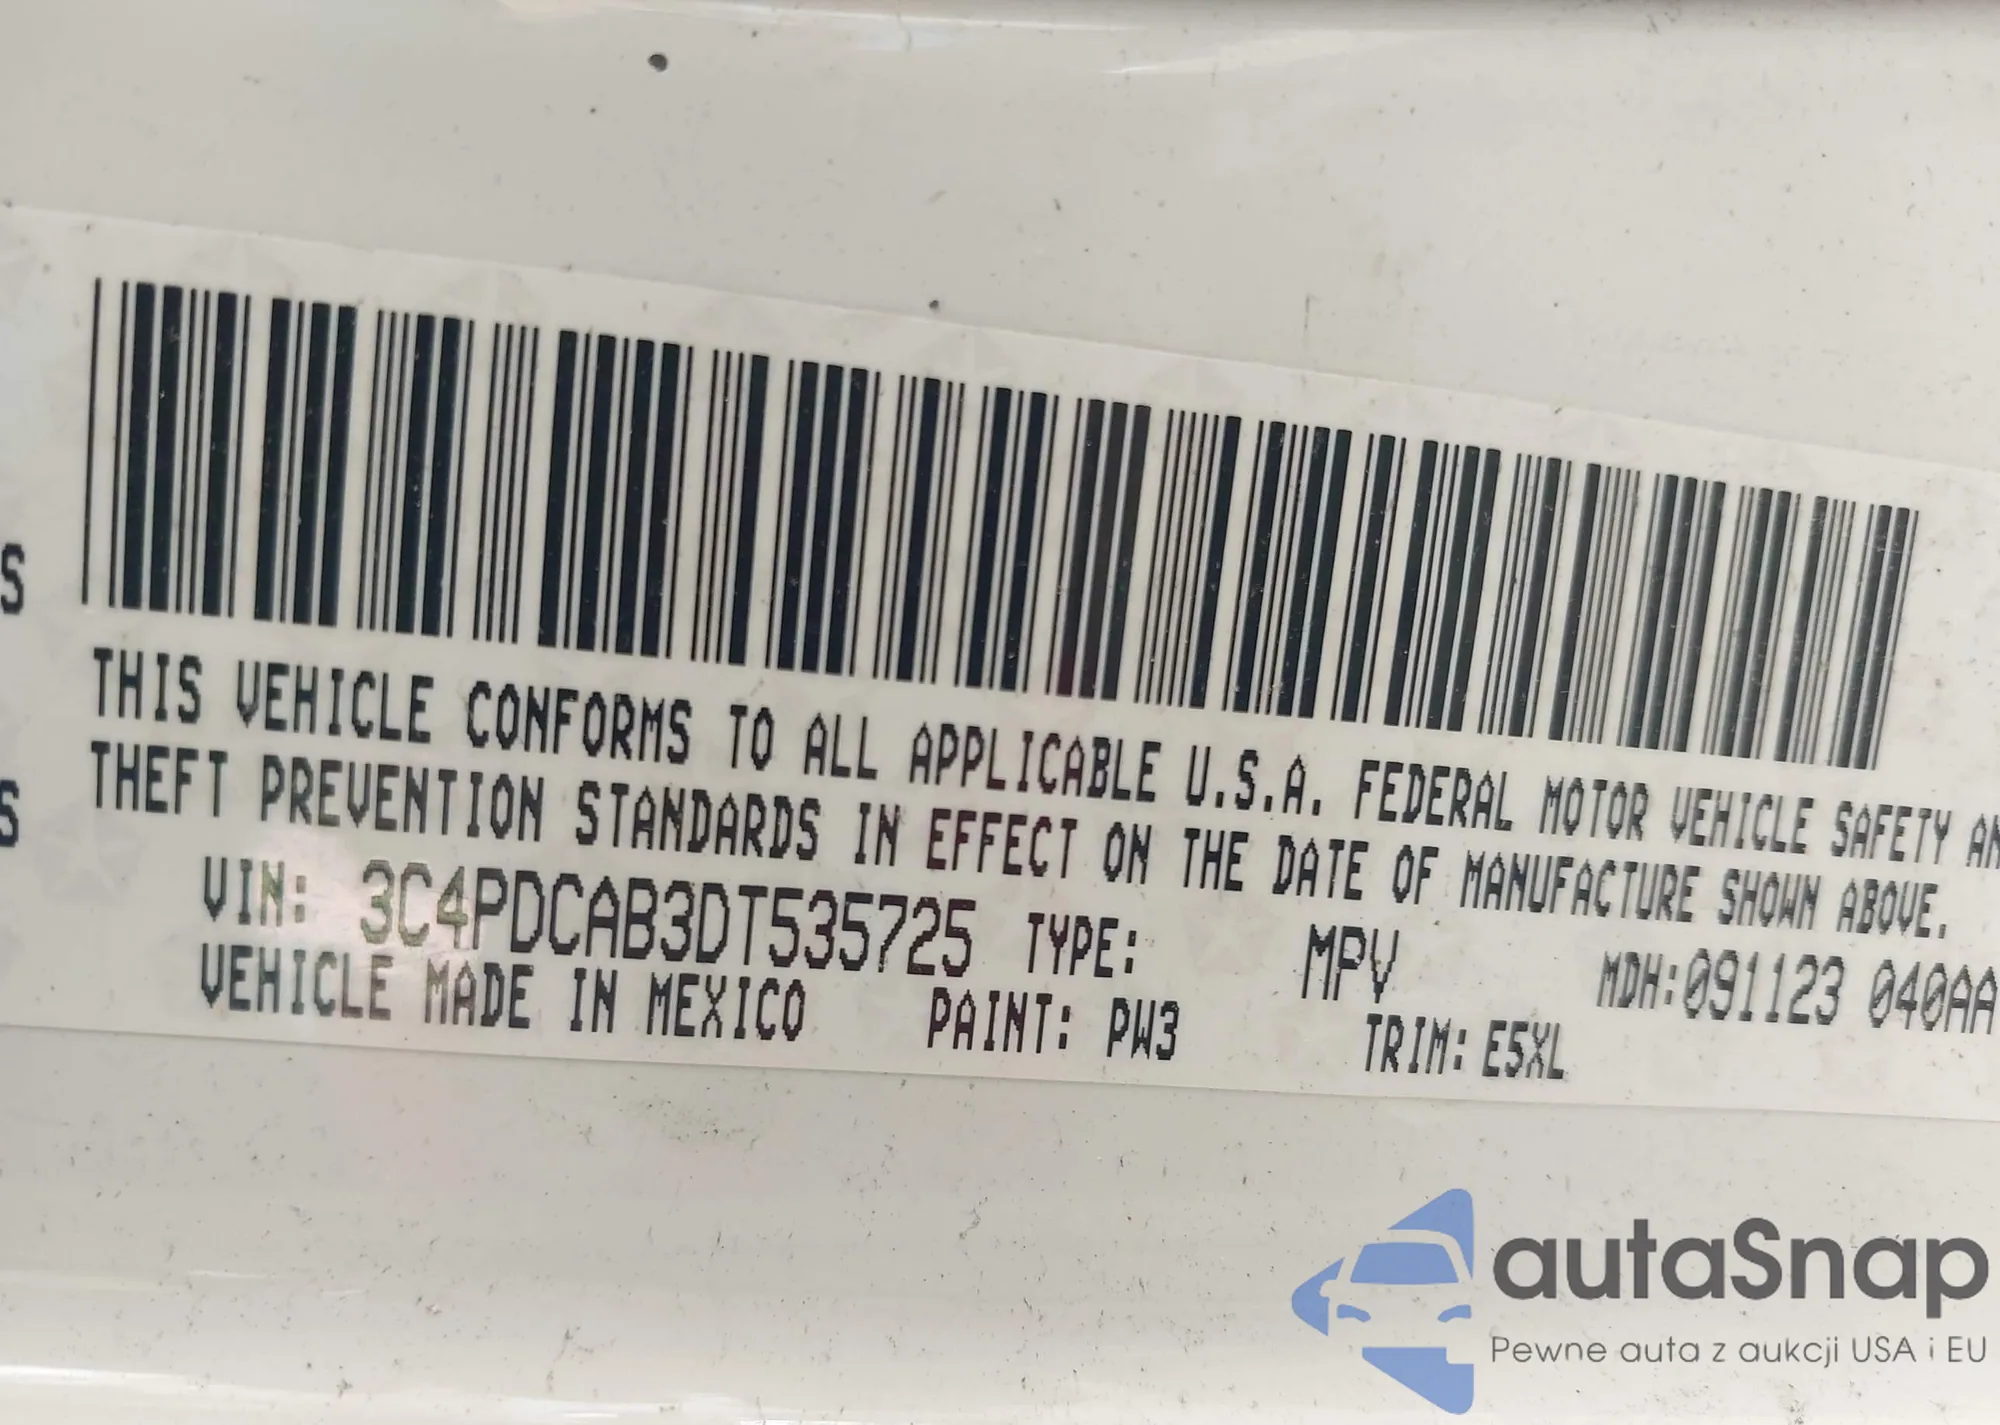 S
THIS VEHICLE CONFORMS TO ALL APPLICABLE U.S.A. FEDERAL MOTOR VEHICLE SAFETY AN
S
THEFT PREVENTION STANDARDS IN EFFECT ON THE DATE OF MANUFACTURE SHOWN ABOVE.
VIN: 3C4PDCAB3DT535725 TYPE: MPV MDH:091123 040AA
VEHICLE MADE IN MEXICO PAINT: PW3 TRIM: E5XL
autaSnap
Pewne auta z aukcji USA i EU